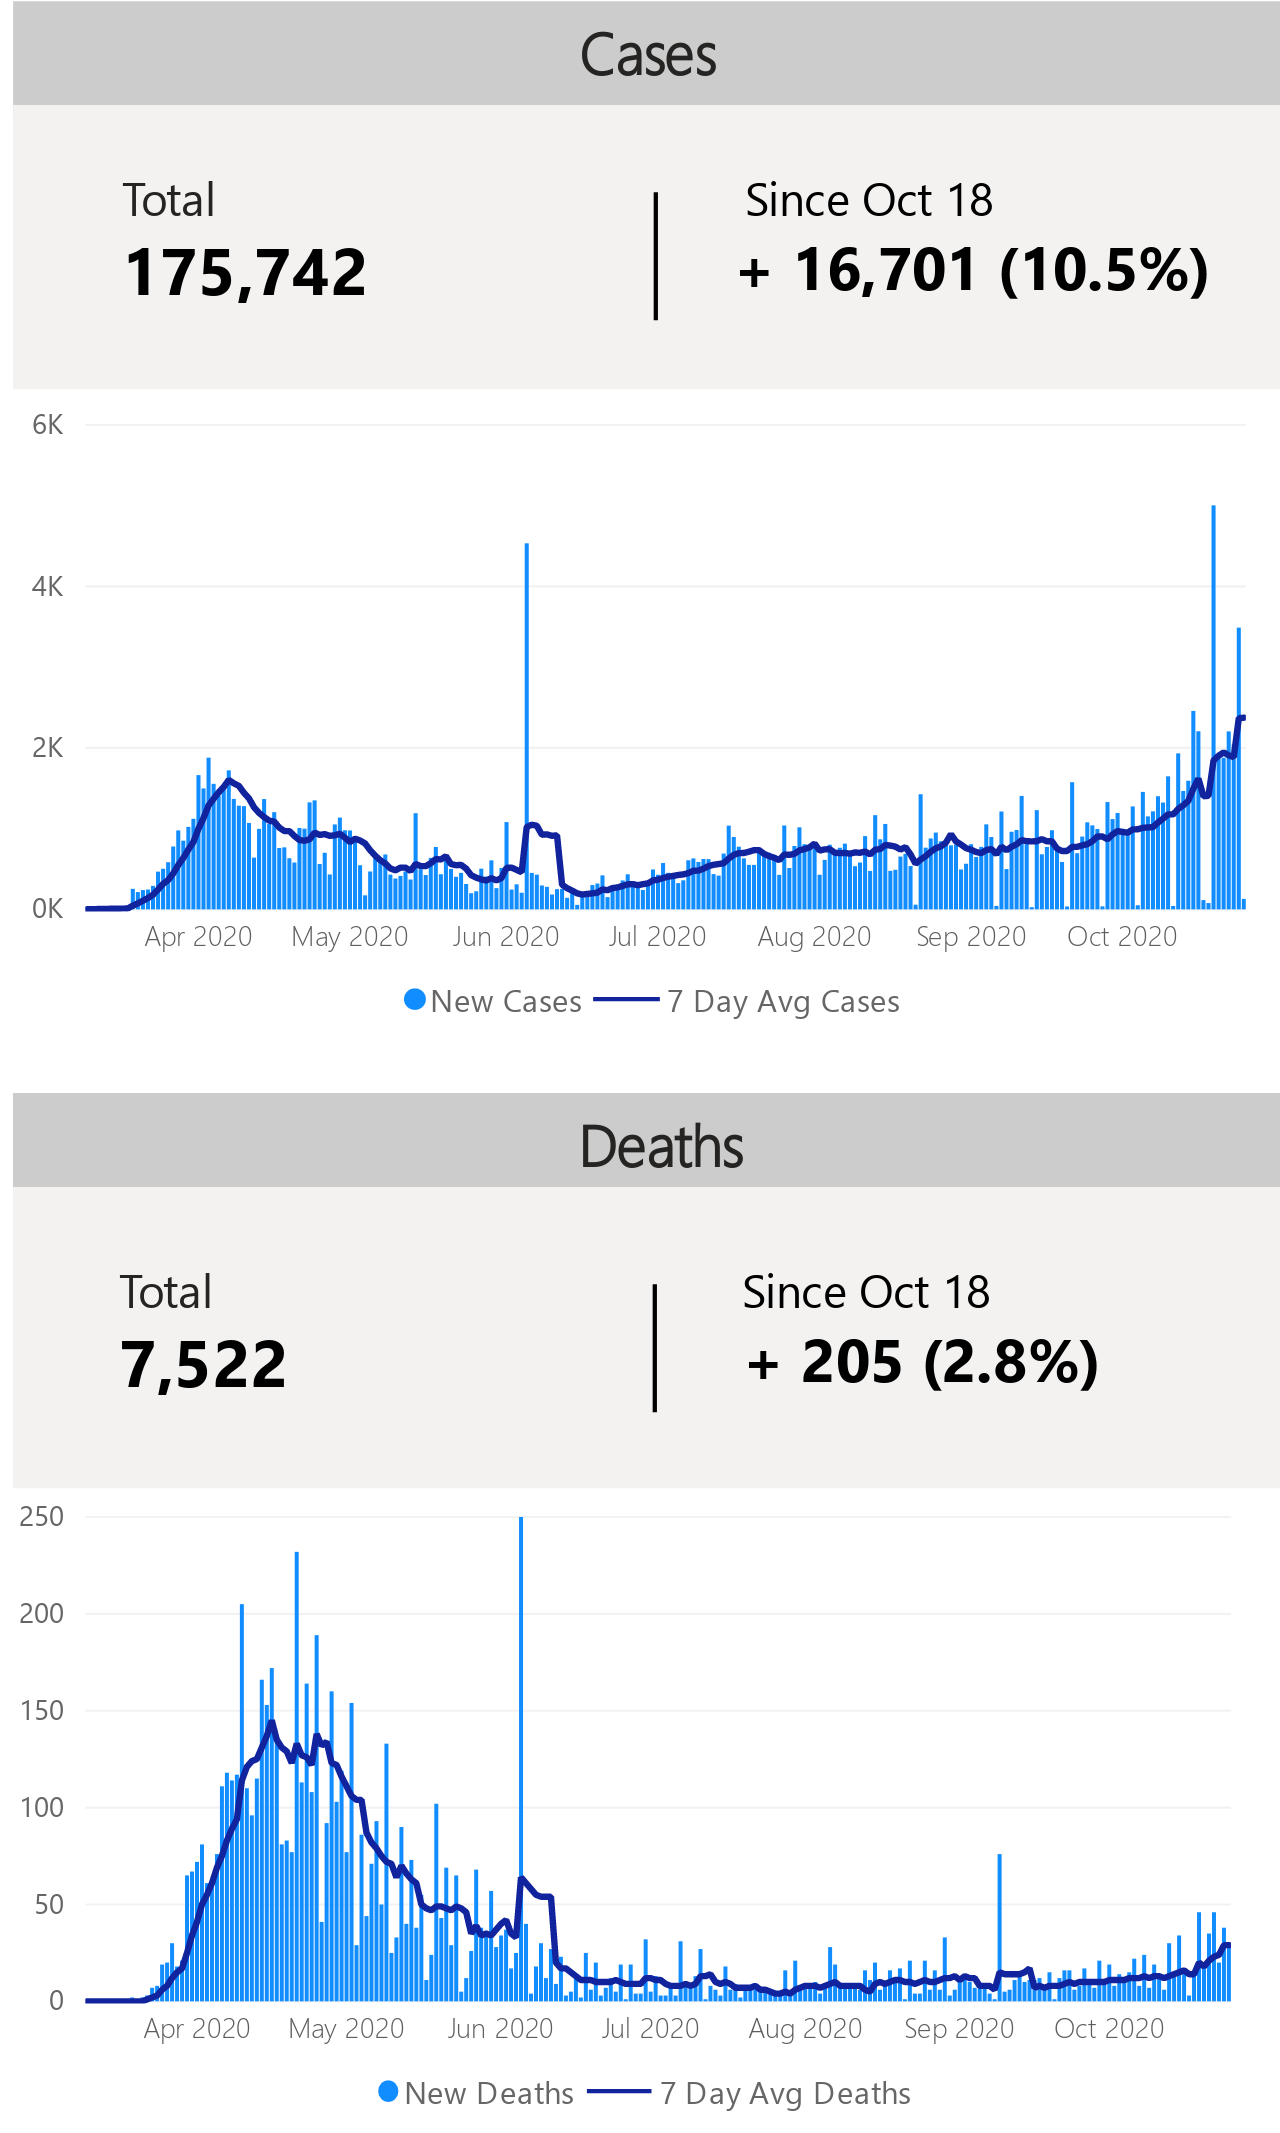 Cases
Total
Since Oct 18
175,742
+ 16,701 (10.5%)
6K
4K
2K
0K
Apr 2020 May 2020 Jun 2020 Jul 2020 Aug 2020 Sep 2020 Oct 2020
New Cases 7 Day Avg Cases
Deaths
Total
Since Oct 18
7,522
+ 205 (2.8%)
250
200
150
100
50
0
Apr 2020 May 2020 Jun 2020 Jul 2020 Aug 2020 Sep 2020 Oct 2020
New Deaths 7 Day Avg Deaths